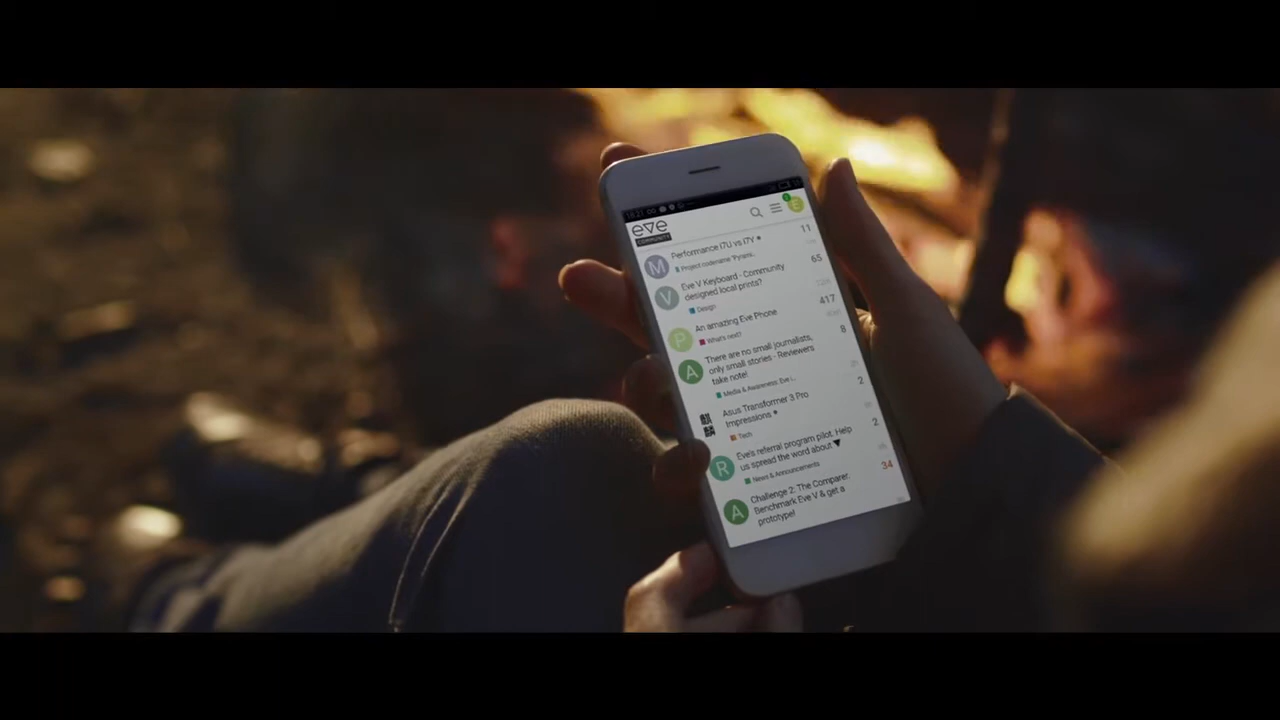 18:21
eve
COMMUNITY
E
M
Performance i7U vs i7Y
11
Project codename 'Pyrami..
V
Eve V Keyboard - Community
65
designed local prints?
Design
P
An amazing Eve Phone
417
What's next?
A
There are no small journalists,
8
only small stories - Reviewers
take note!
Media & Awareness: Eve i...
Asus Transformer 3 Pro
2
Impressions
Tech
R
Eve's referral program pilot. Help
2
us spread the word about
News & Announcements
A
Challenge 2: The Comparer.
34
Benchmark Eve V & get a
prototype!